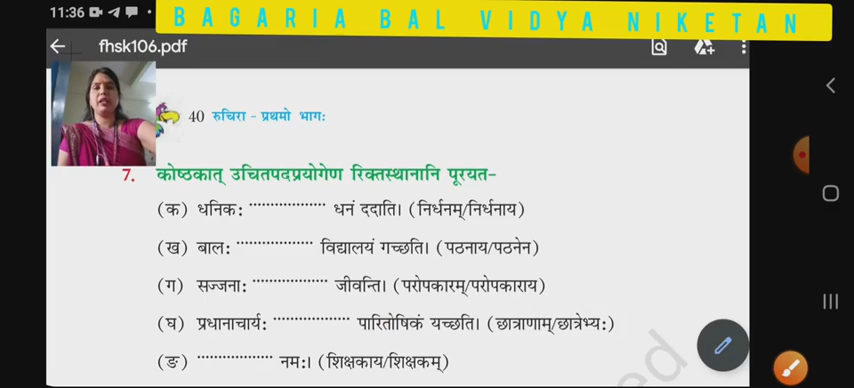 BAGARIA BAL VIDYA NIKETAN
11:36
fhsk106.pdf
40 रुचिरा - प्रथमो भागः
7. कोष्ठकात् उचितपदप्रयोगेण रिक्तस्थानानि पूरयत-
(क) धनिकः .................. धनं ददाति। (निर्धनम्/निर्धनाय)
(ख) बालः .................. विद्यालयं गच्छति। (पठनाय/पठनेन)
(ग) सज्जनाः .................. जीवन्ति। (परोपकारम्/परोपकाराय)
(घ) प्रधानाचार्यः .................. पारितोषिकं यच्छति। (छात्राणाम्/छात्रेभ्यः)
(ङ) .................. नमः। (शिक्षकाय/शिक्षकम्)